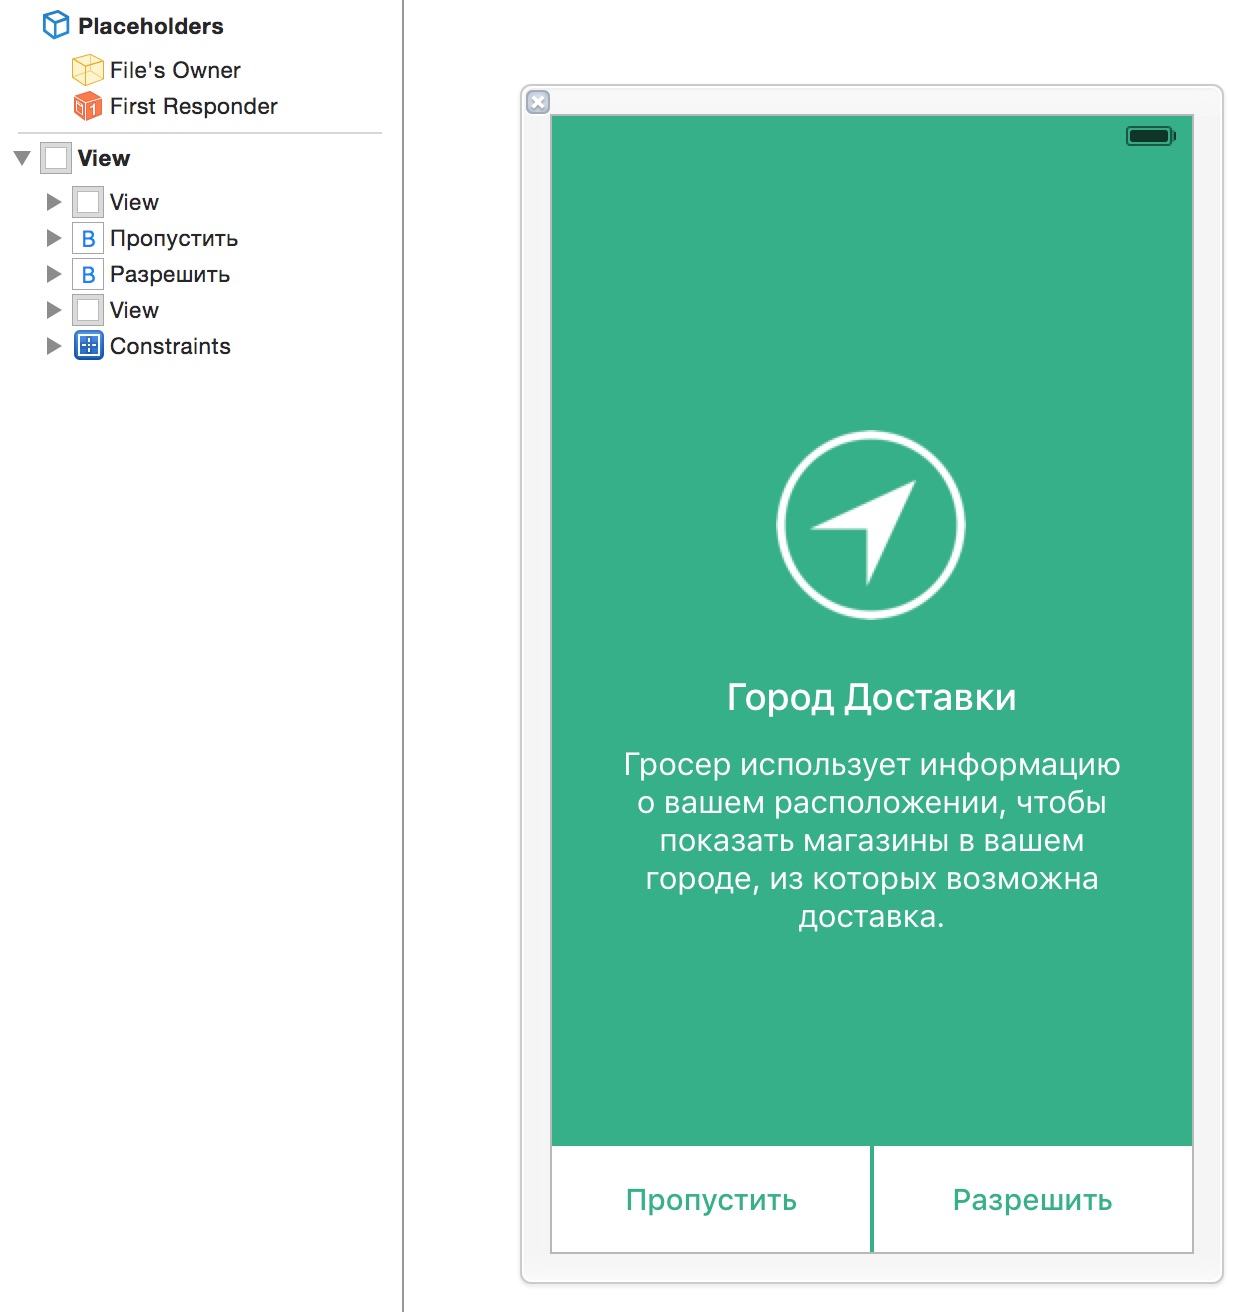 Placeholders
File's Owner
First Responder
View
View
B Пропустить
B Разрешить
View
Constraints
Город Доставки
Гросер использует информацию
о вашем расположении, чтобы
показать магазины в вашем
городе, из которых возможна
доставка.
Пропустить
Разрешить